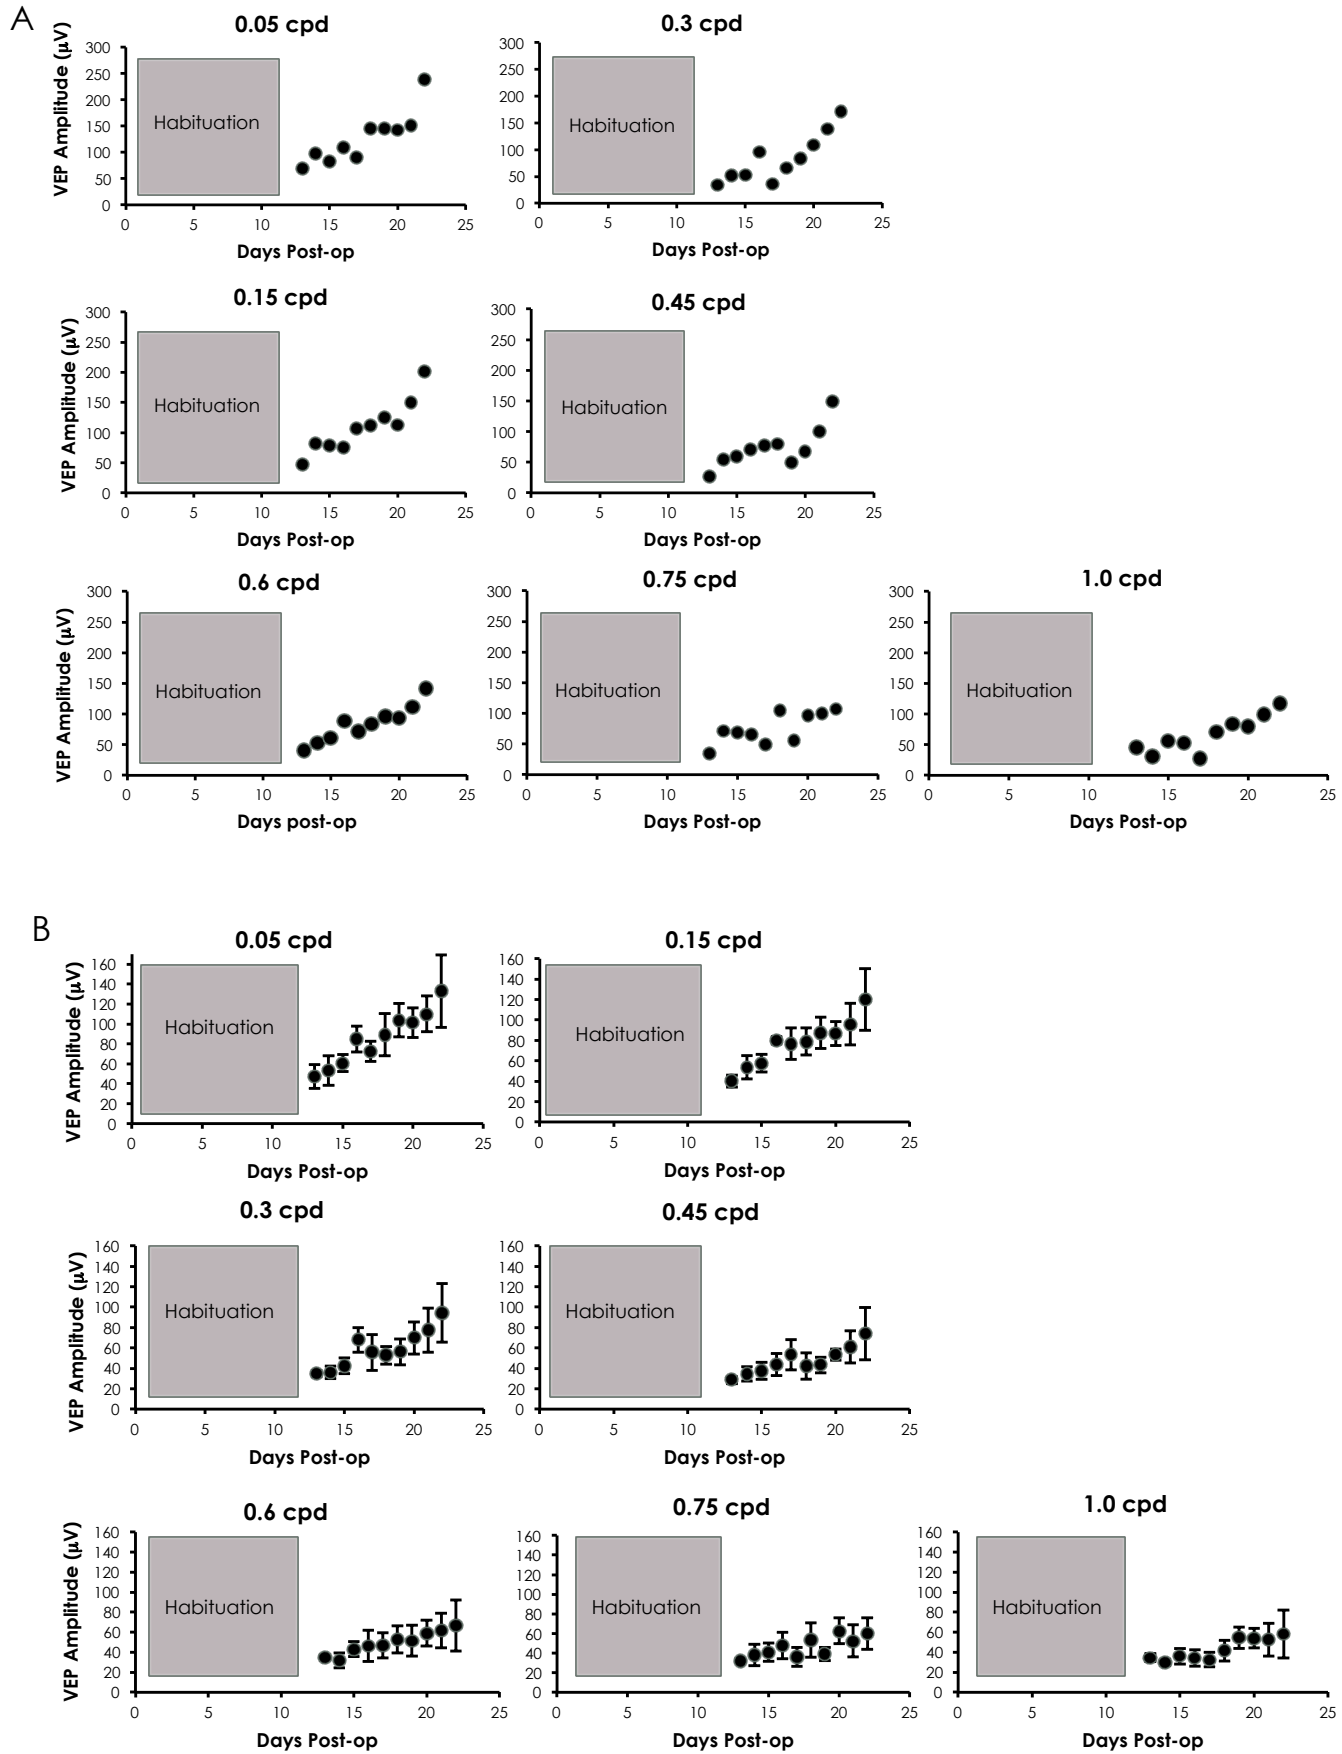 A
0.05 cpd
VEP Amplitude (μV)
300
250
200
150
100
50
0
Habituation
0 5 10 15 20 25
Days Post-op
0.3 cpd
300
250
200
150
100
50
0
Habituation
0 5 10 15 20 25
Days Post-op
0.15 cpd
VEP Amplitude (μV)
300
250
200
150
100
50
0
Habituation
0 5 10 15 20 25
Days Post-op
0.45 cpd
300
250
200
150
100
50
0
Habituation
0 5 10 15 20 25
Days Post-op
0.6 cpd
VEP Amplitude (μV)
300
250
200
150
100
50
0
Habituation
0 5 10 15 20 25
Days post-op
0.75 cpd
300
250
200
150
100
50
0
Habituation
0 5 10 15 20 25
Days Post-op
1.0 cpd
300
250
200
150
100
50
0
Habituation
0 5 10 15 20 25
Days Post-op
B
0.05 cpd
VEP Amplitude (μV)
160
140
120
100
80
60
40
20
0
Habituation
0 5 10 15 20 25
Days Post-op
0.15 cpd
160
140
120
100
80
60
40
20
0
Habituation
0 5 10 15 20 25
Days Post-op
0.3 cpd
VEP Amplitude (μV)
160
140
120
100
80
60
40
20
0
Habituation
0 5 10 15 20 25
Days Post-op
0.45 cpd
160
140
120
100
80
60
40
20
0
Habituation
0 5 10 15 20 25
Days Post-op
0.6 cpd
VEP Amplitude (μV)
160
140
120
100
80
60
40
20
0
Habituation
0 5 10 15 20 25
Days Post-op
0.75 cpd
160
140
120
100
80
60
40
20
0
Habituation
0 5 10 15 20 25
Days Post-op
1.0 cpd
160
140
120
100
80
60
40
20
0
Habituation
0 5 10 15 20 25
Days Post-op